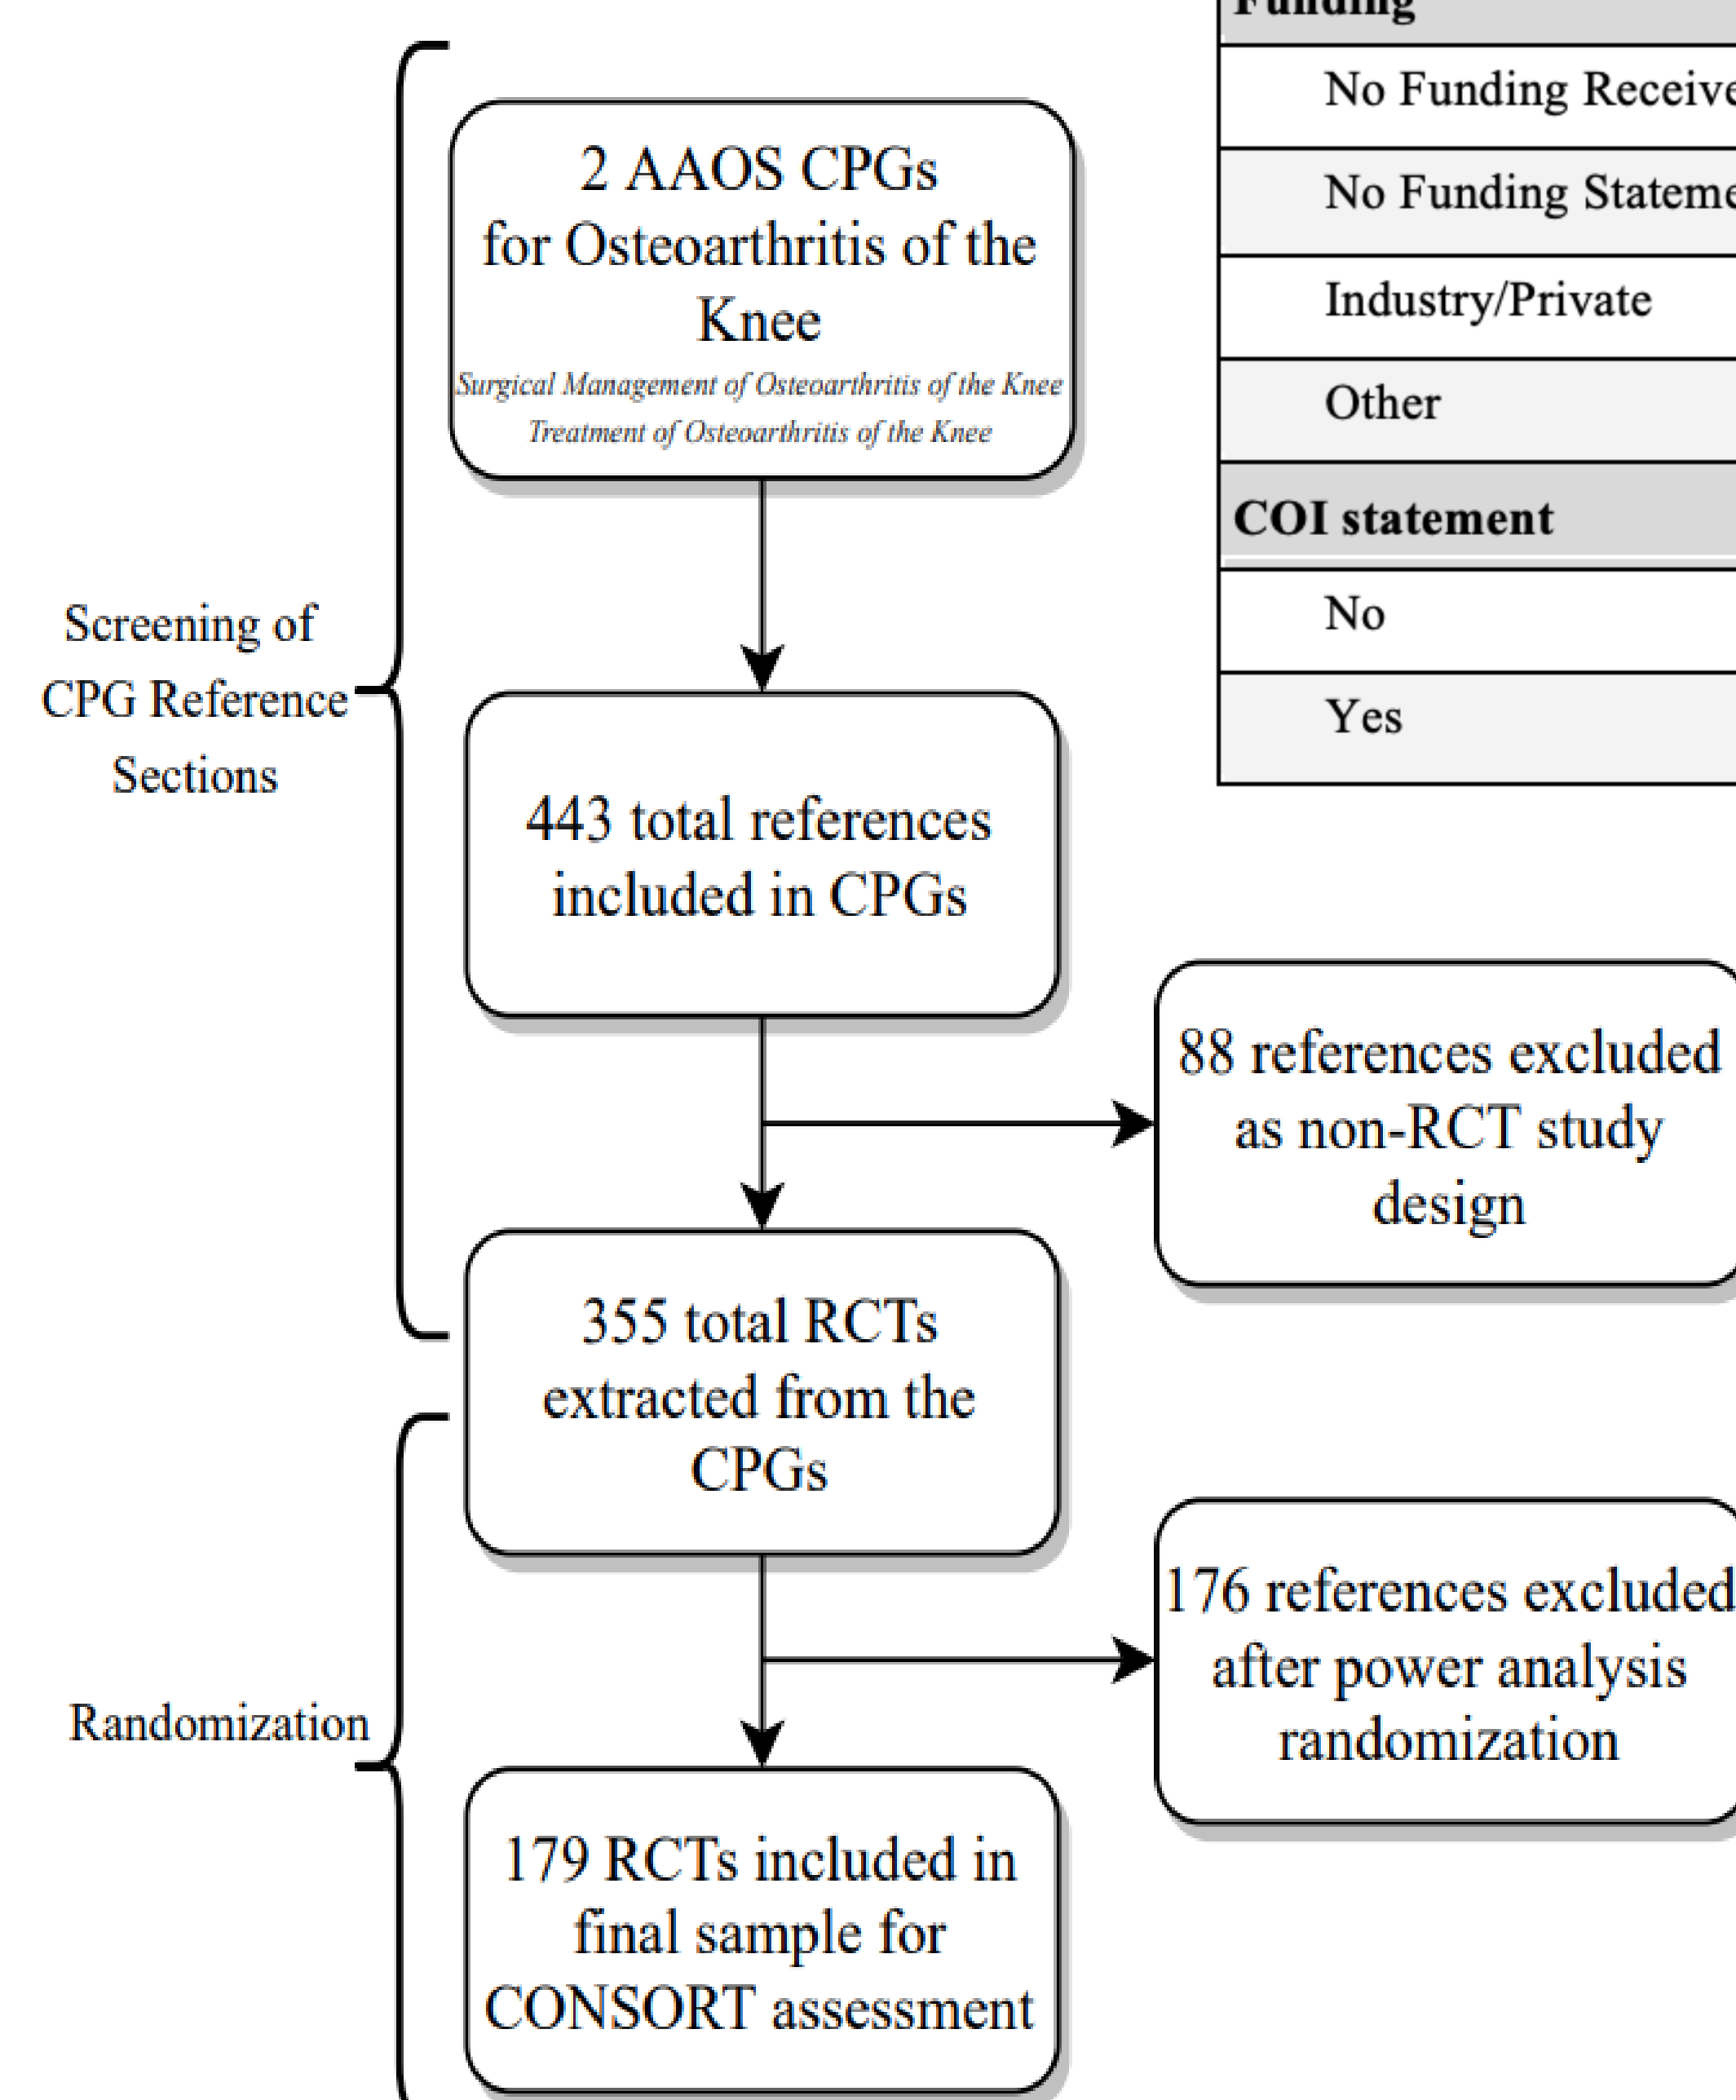 2 AAOS CPGs
for Osteoarthritis of the
Knee
Surgical Management of Osteoarthritis of the Knee
Treatment of Osteoarthritis of the Knee
Screening of
CPG Reference
Sections
443 total references
included in CPGs
88 references excluded
as non-RCT study
design
355 total RCTs
extracted from the
CPGs
176 references excluded
after power analysis
randomization
Randomization
179 RCTs included in
final sample for
CONSORT assessment
Funding
No Funding Receive
No Funding Stateme
Industry/Private
Other
COI statement
No
Yes